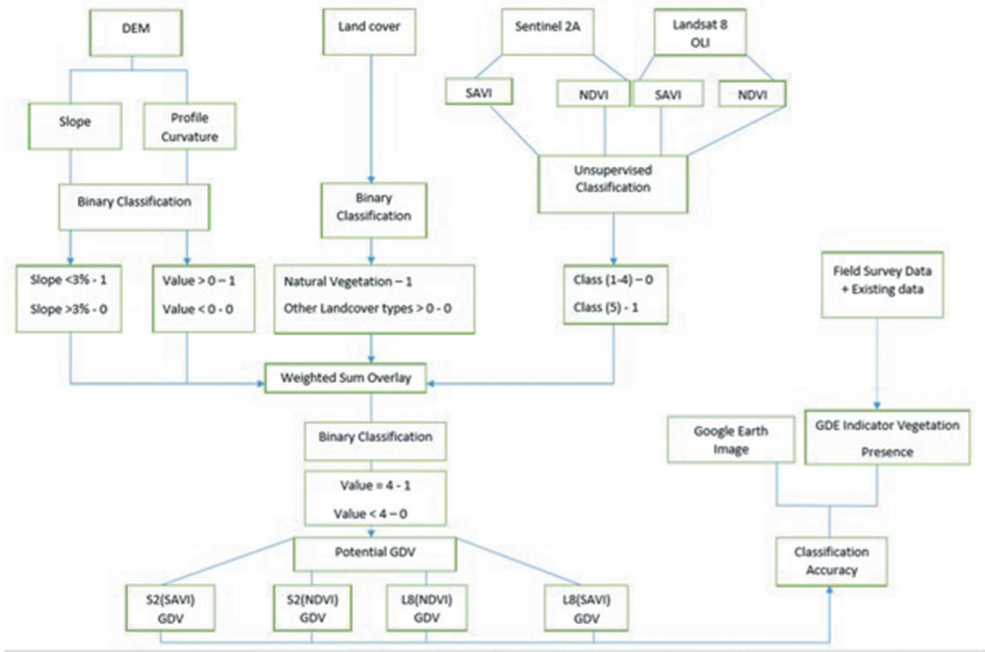 DEM
Land cover
Sentinel 2A
Landsat 8
OLI
SAVI
NDVI
SAVI
NDVI
Slope
Profile
Curvature
Unsupervised
Classification
Binary Classification
Binary
Classification
Slope <3% - 1
Slope >3% - 0
Value > 0 – 1
Value < 0 - 0
Natural Vegetation – 1
Other Landcover types > 0 - 0
Class (1-4) – 0
Class (5) - 1
Field Survey Data
+ Existing data
Weighted Sum Overlay
Binary Classification
Google Earth
Image
GDE Indicator Vegetation
Presence
Value = 4 - 1
Value < 4 – 0
Potential GDV
Classification
Accuracy
S2(SAVI)
GDV
S2(NDVI)
GDV
L8(NDVI)
GDV
L8(SAVI)
GDV